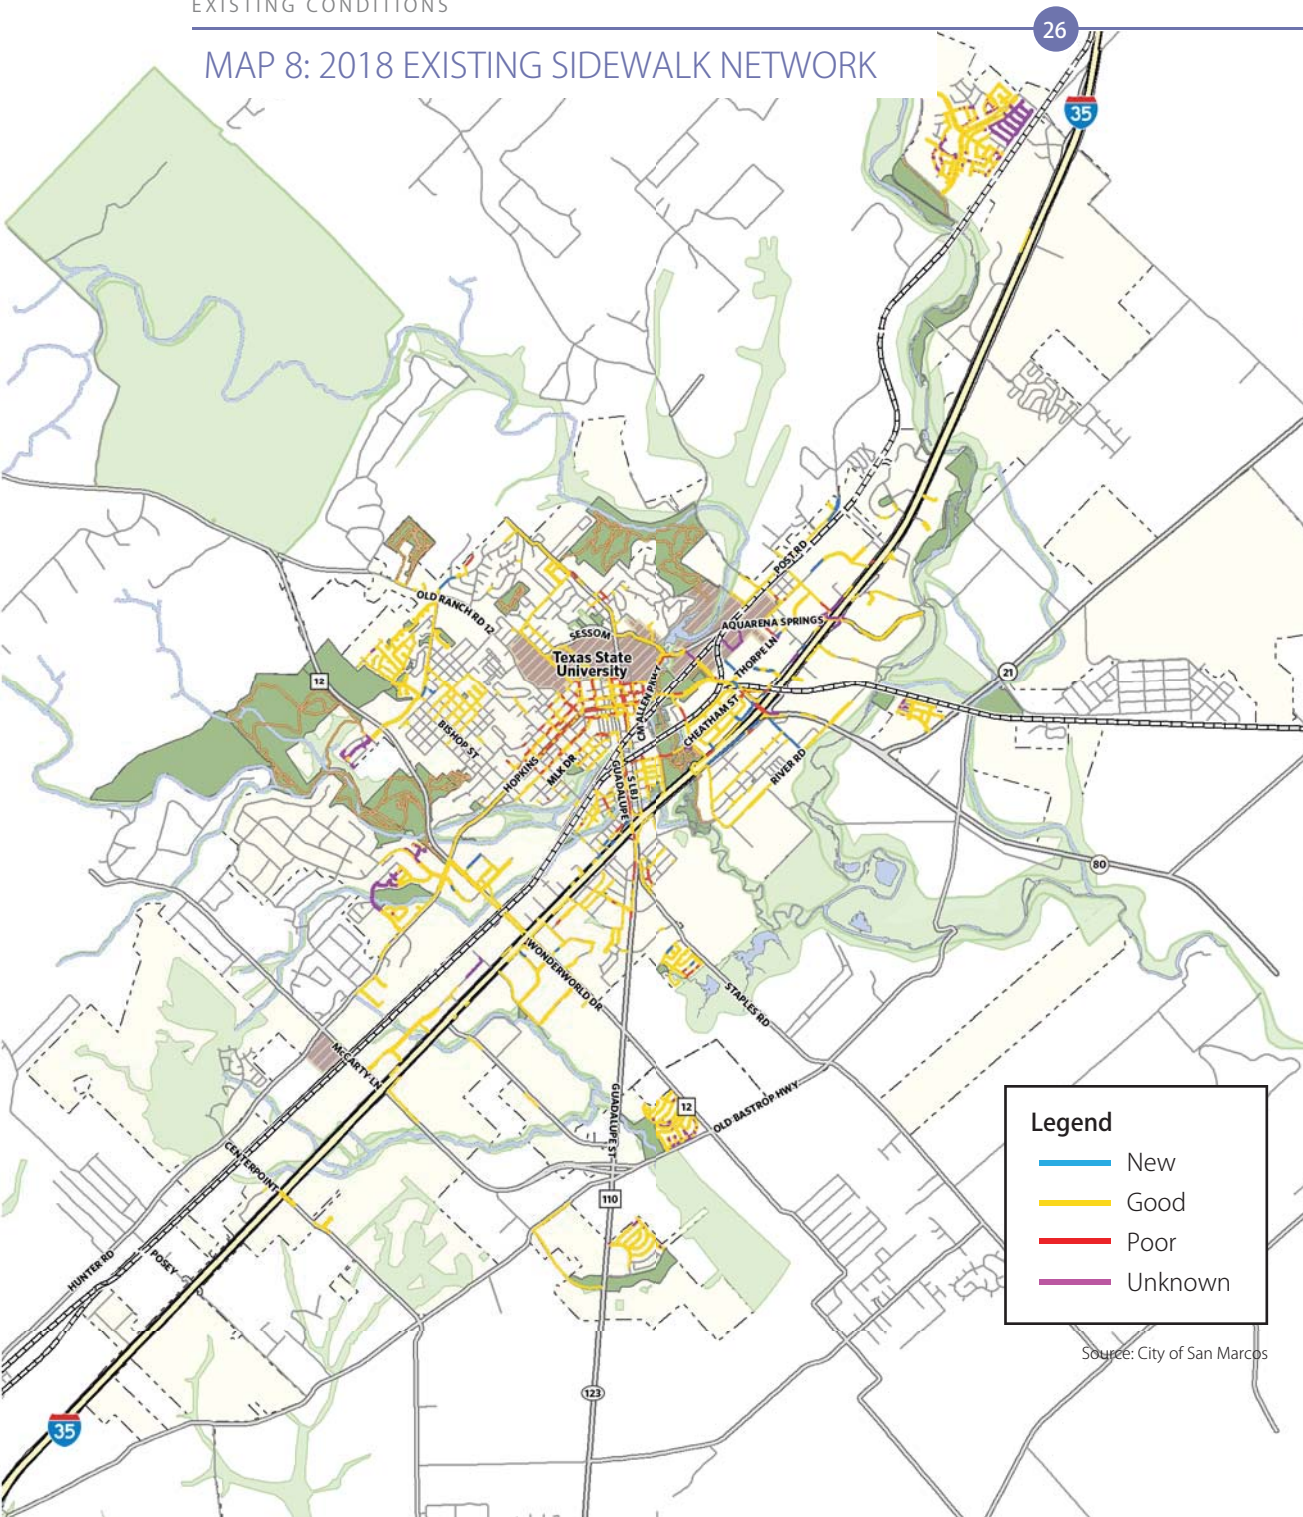 EXISTING CONDITIONS
26
MAP 8: 2018 EXISTING SIDEWALK NETWORK
35
POST RD
OLD RANCH RD 12
SESSOM
AQUARENA SPRINGS
Texas State
University
THORPE LN
21
12
CM ALLEN PKWY
CHEATHAM ST
BISHOP ST
HOPKINS
MLK DR
GUADALUPE
S LBJ
RIVER RD
80
WONDERWORLD DR
STAPLES RD
MCCARTY LN
GUADALUPE ST
12
OLD BASTROP HWY
CENTERPOINT
110
HUNTER RD
POSEY
123
35
Legend
New
Good
Poor
Unknown
Source: City of San Marcos